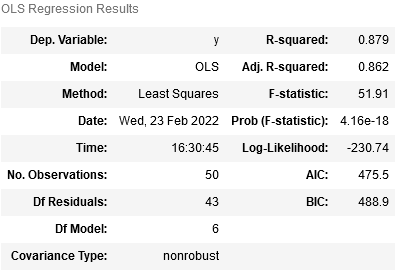 OLS Regression Results
Dep. Variable: y R-squared: 0.879
Model: OLS Adj. R-squared: 0.862
Method: Least Squares F-statistic: 51.91
Date: Wed, 23 Feb 2022 Prob (F-statistic): 4.16e-18
Time: 16:30:45 Log-Likelihood: -230.74
No. Observations: 50 AIC: 475.5
Df Residuals: 43 BIC: 488.9
Df Model: 6
Covariance Type: nonrobust